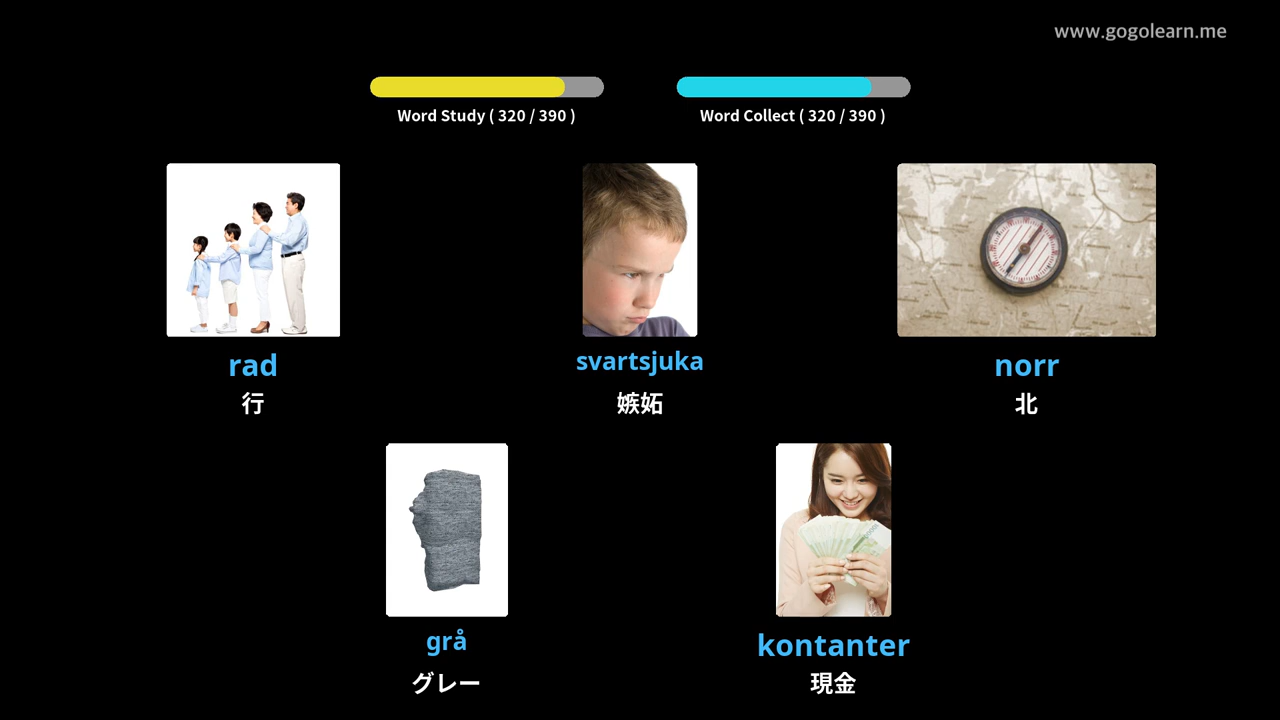 www.gogolearn.me
Word Study ( 320 / 390 )
Word Collect ( 320 / 390 )
rad
行
svartsjuka
嫉妬
norr
北
grå
グレー
kontanter
現金